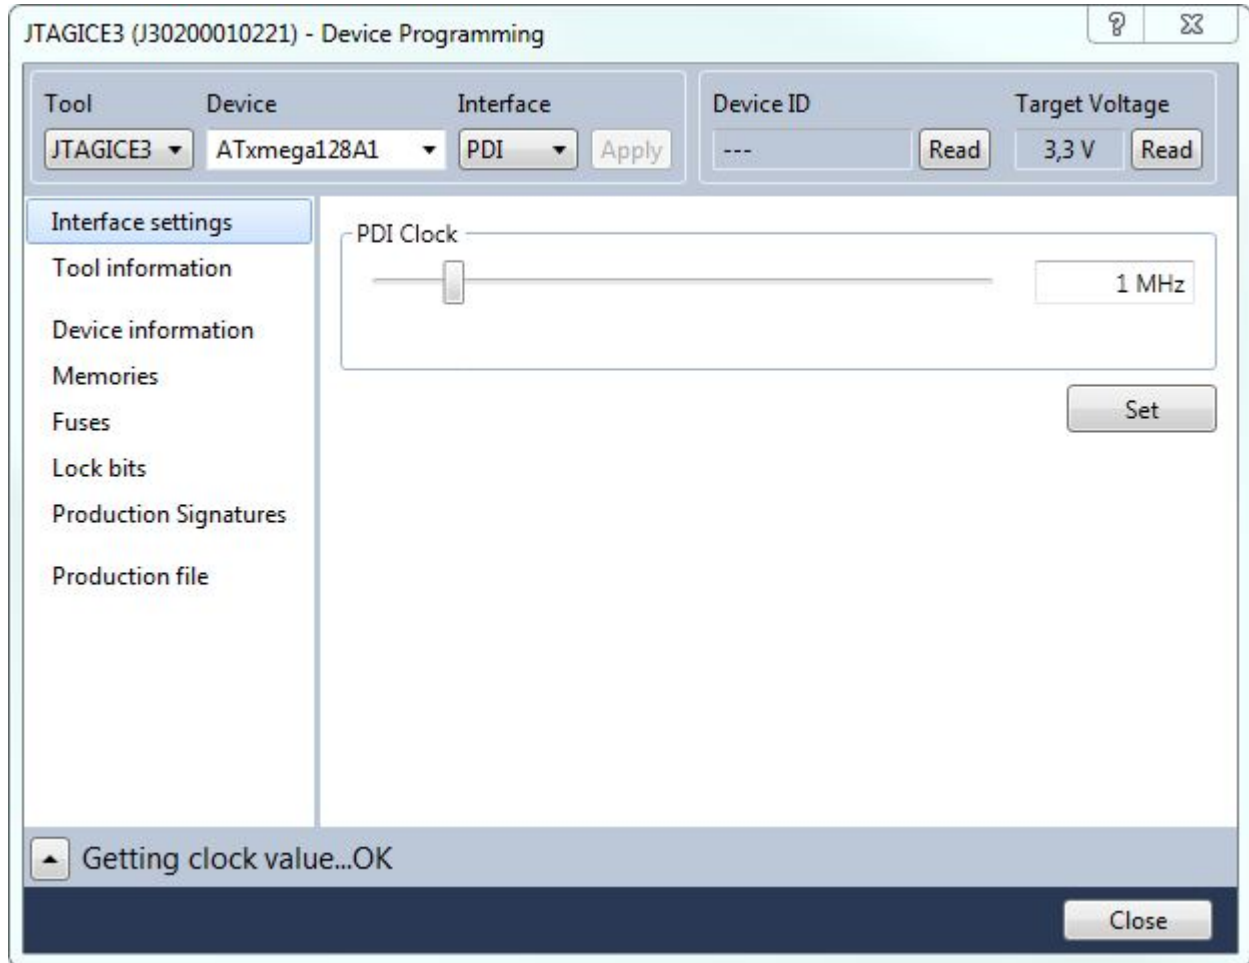 JTAGICE3 (J30200010221) - Device Programming
Tool Device Interface Device ID Target Voltage
JTAGICE3 ATxmega128A1 PDI Apply --- Read 3,3 V Read
Interface settings
Tool information
Device information
Memories
Fuses
Lock bits
Production Signatures
Production file
PDI Clock
1 MHz
Set
Getting clock value...OK
Close